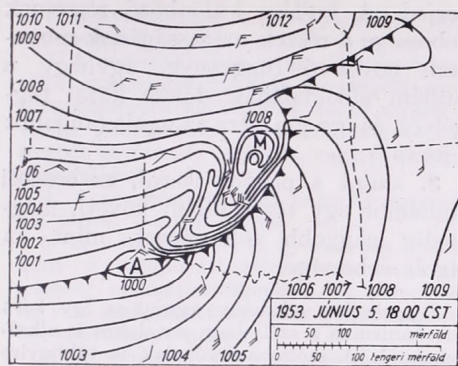 1010 1011 1012 1009
1009
1008
1007 1008
M
1006
1005
1004
1003
1002
1001 A
1000
1006 1007 1008 1009
1003 1004 1005
1953. JÚNIUS 5. 18 00 CST
0 50 100 mérföld
0 50 100 tengeri mérföld